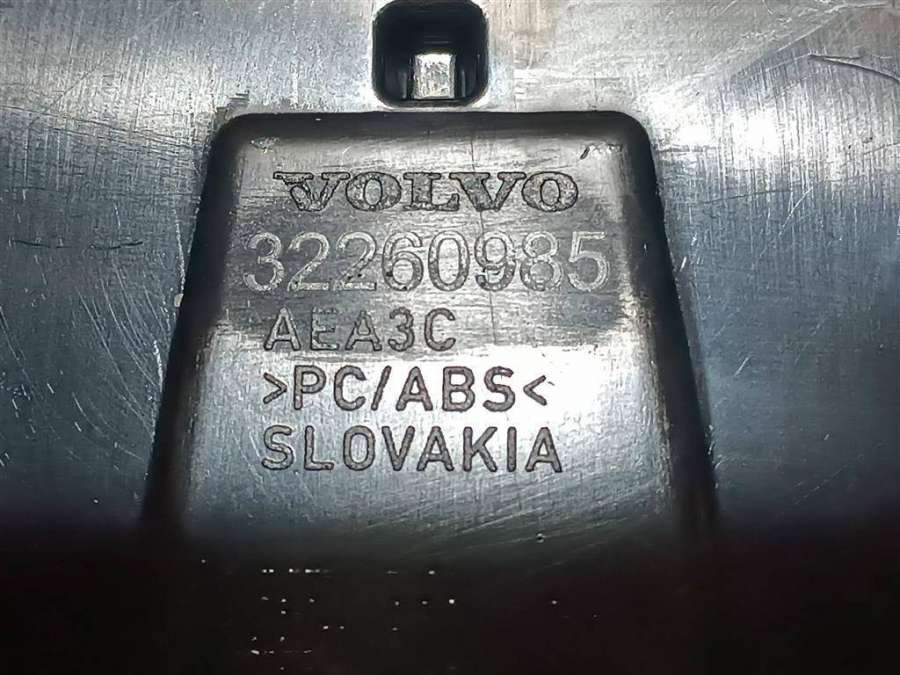 VOLVO
32260985
AEA3C
>PC/ABS<
SLOVAKIA